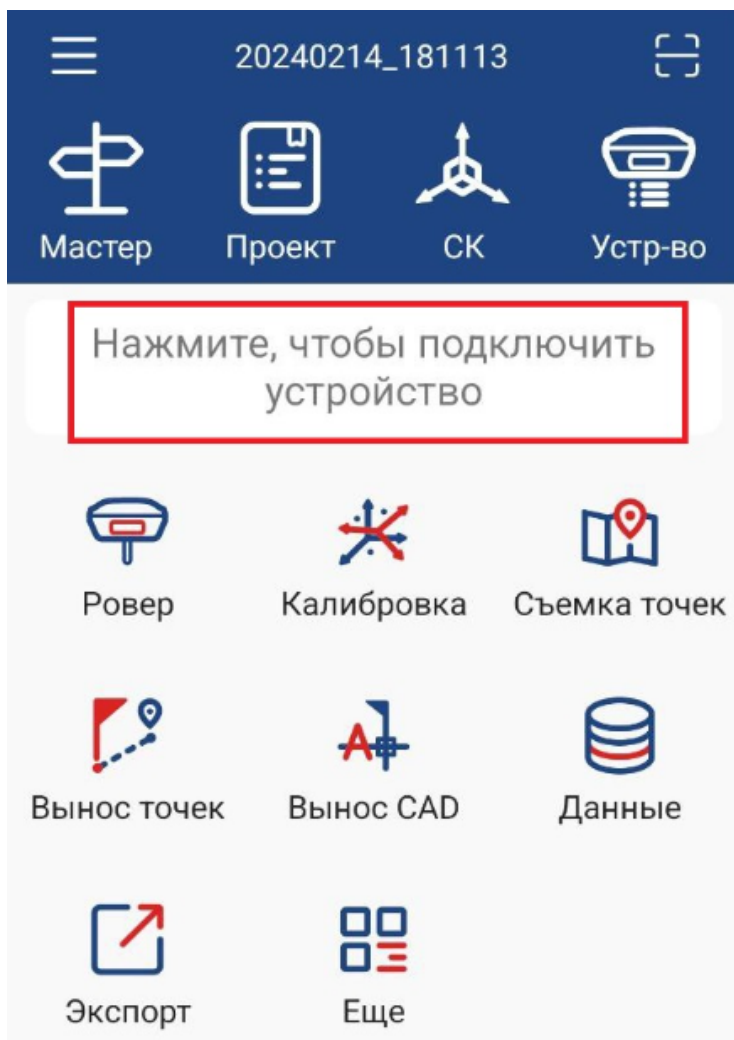 20240214_181113
Мастер Проект СК Устр-во
Нажмите, чтобы подключить
устройство
Ровер Калибровка Съемка точек
Вынос точек Вынос CAD Данные
Экспорт Еще